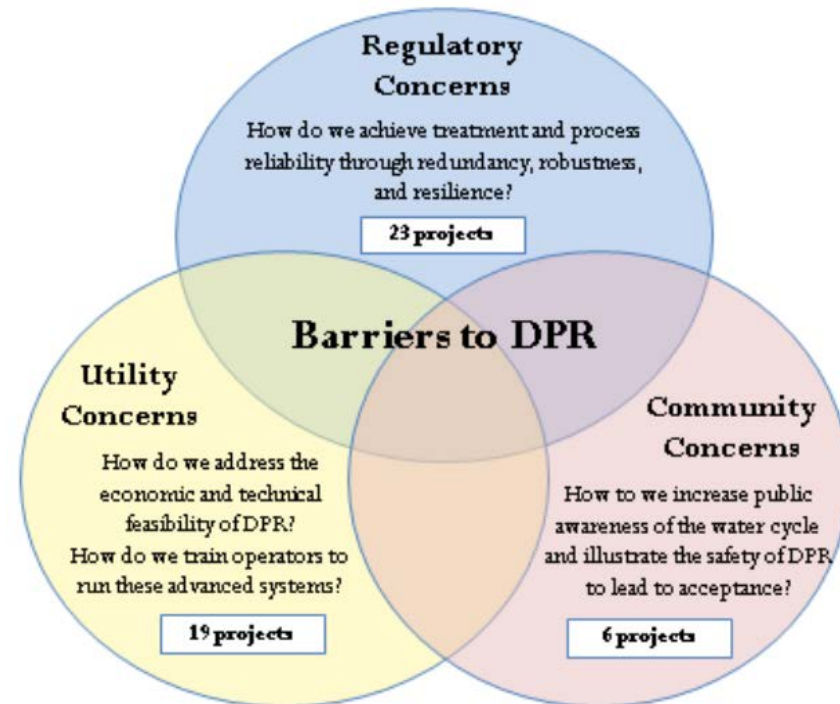 Regulatory
Concerns
How do we achieve treatment and process
reliability through redundancy, robustness,
and resilience?
23 projects
Barriers to DPR
Utility
Concerns
How do we address the
economic and technical
feasibility of DPR?
How do we train operators to
run these advanced systems?
19 projects
Community
Concerns
How to we increase public
awareness of the water cycle
and illustrate the safety of DPR
to lead to acceptance?
6 projects